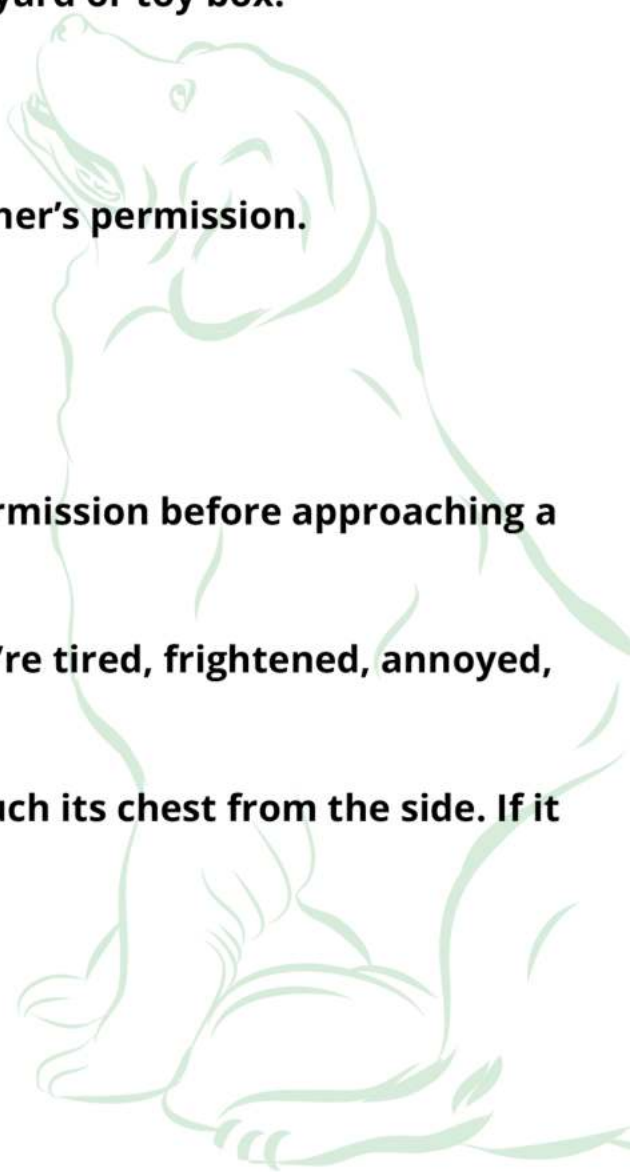 yard or toy box.
ner's permission.
rmission before approaching a
're tired, frightened, annoyed,
uch its chest from the side. If it